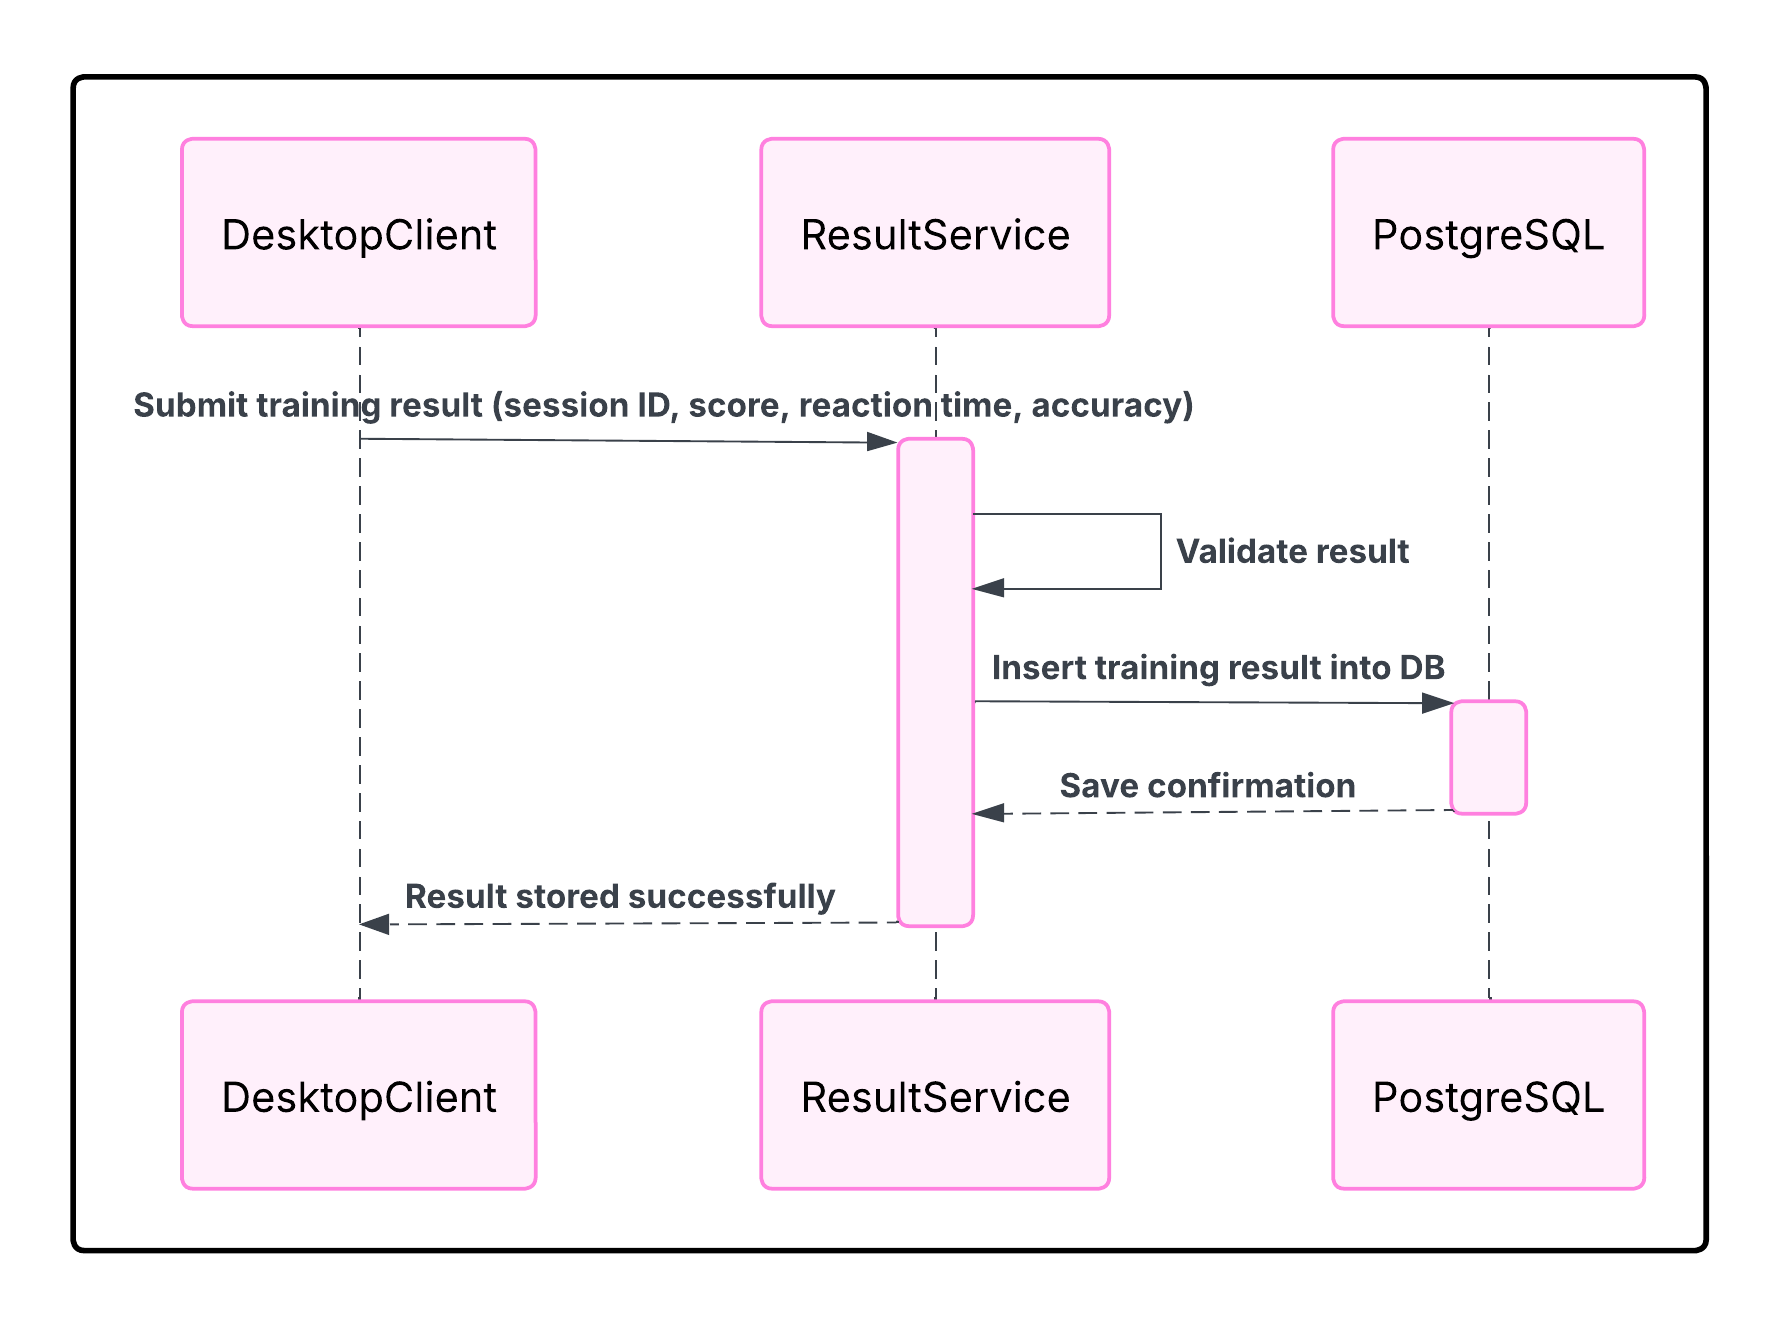 DesktopClient
ResultService
PostgreSQL
Submit training result (session ID, score, reaction time, accuracy)
Validate result
Insert training result into DB
Save confirmation
Result stored successfully
DesktopClient
ResultService
PostgreSQL